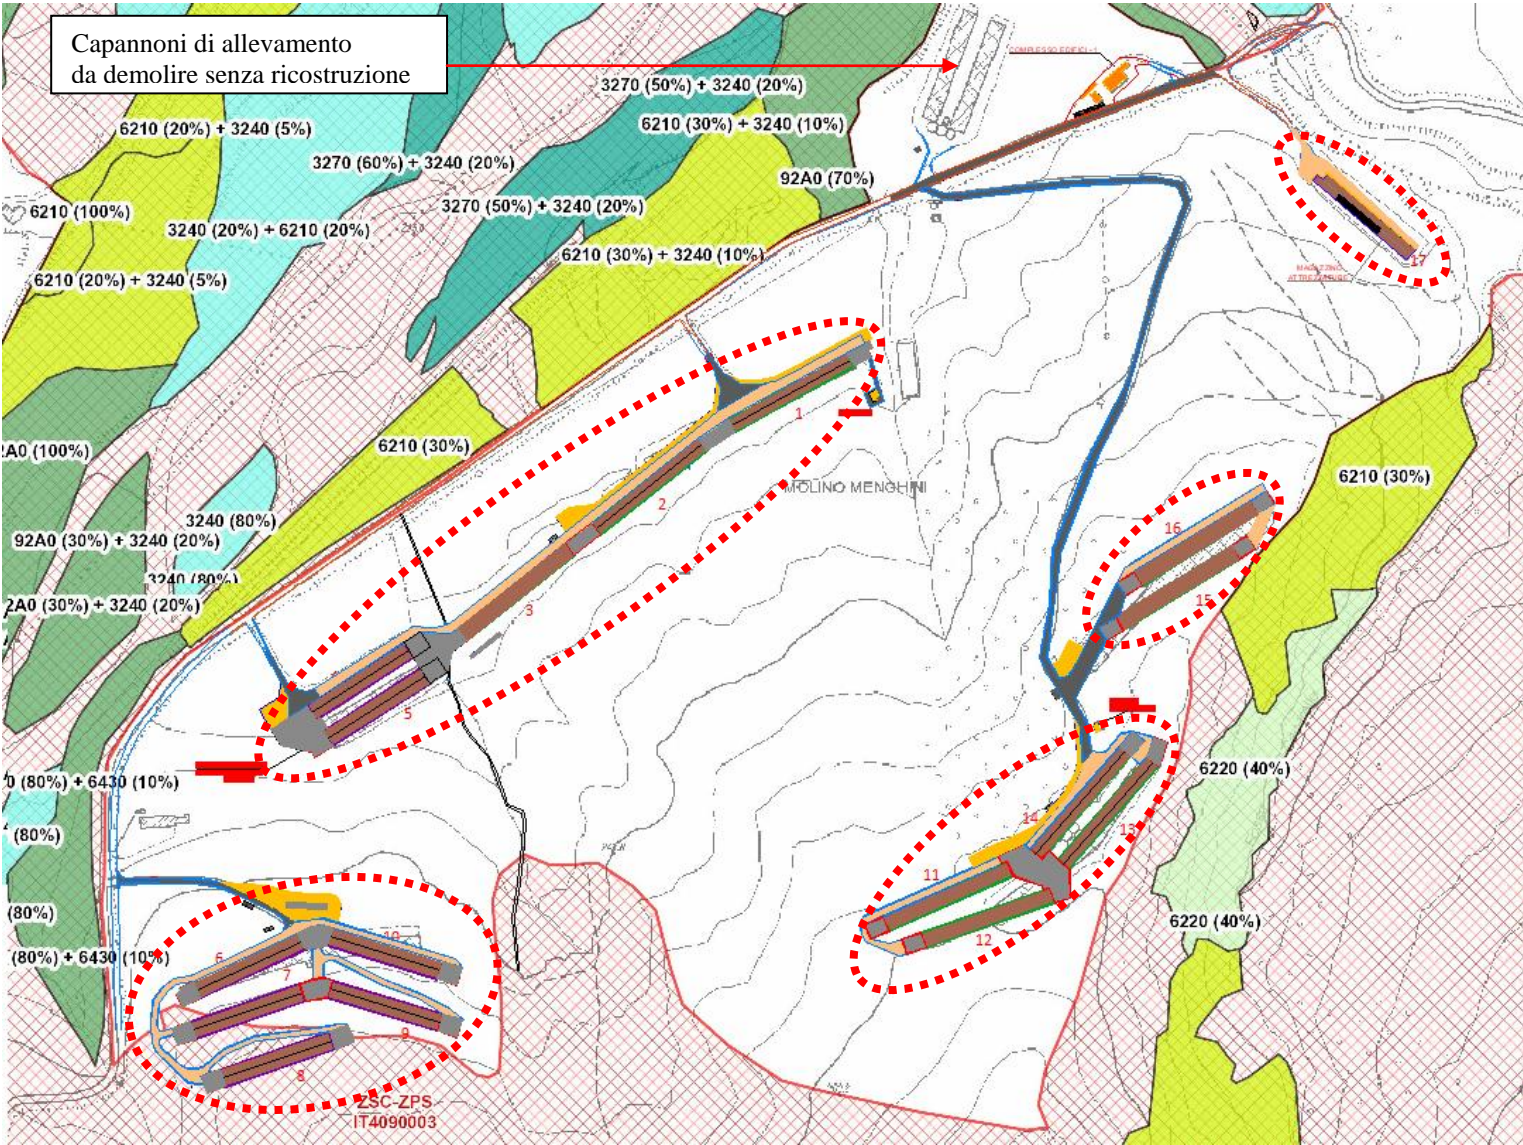 Capannoni di allevamento
da demolire senza ricostruzione
COMPLESSO EDIFICI - 1
3270 (50%) + 3240 (20%)
6210 (20%) + 3240 (5%)
6210 (30%) + 3240 (10%)
3270 (60%) + 3240 (20%)
92A0 (70%)
6210 (100%)
3270 (50%) + 3240 (20%)
3240 (20%) + 6210 (20%)
6210 (30%) + 3240 (10%)
17
MAGAZZINO
ATTREZZATURE
6210 (20%) + 3240 (5%)
1
6210 (30%)
2A0 (100%)
6210 (30%)
MOLINO MENGHINI
2
3240 (80%)
16
92A0 (30%) + 3240 (20%)
3240 (80%)
15
2A0 (30%) + 3240 (20%)
3
5
6220 (40%)
0 (80%) + 6430 (10%)
14
13
(80%)
11
(80%)
6220 (40%)
10
12
(80%) + 6430 (10%)
6
7
9
8
ZSC-ZPS
IT4090003